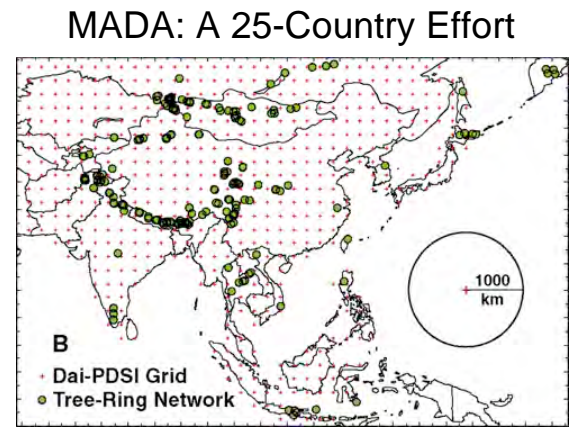 MADA: A 25-Country Effort
1000
km
B
+ Dai-PDSI Grid
Tree-Ring Network